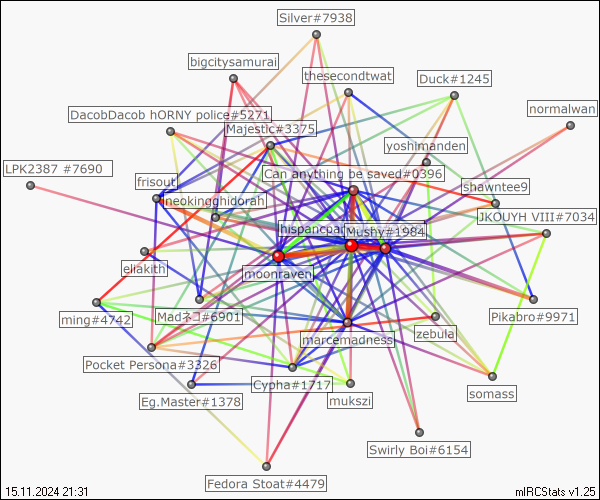 Silver#7938
bigcitysamurai
thesecondtwat
Duck#1245
normalwan
DacobDacob hORNY police#5271
Majestic#3375
yoshimanden
LPK2387 #7690
Can anything be saved#0396
frisout
shawntee9
neokingghidorah
JKOUYH VIII#7034
hispancpa
Mushy#1984
eliakith
moonraven
ming#4742
Madネコ#6901
Pikabro#9971
marcemadness
zebula
Pocket Persona#3326
Cypha#1717
somass
Eg.Master#1378
mukszi
Swirly Boi#6154
Fedora Stoat#4479
15.11.2024 21:31
mIRCStats v1.25